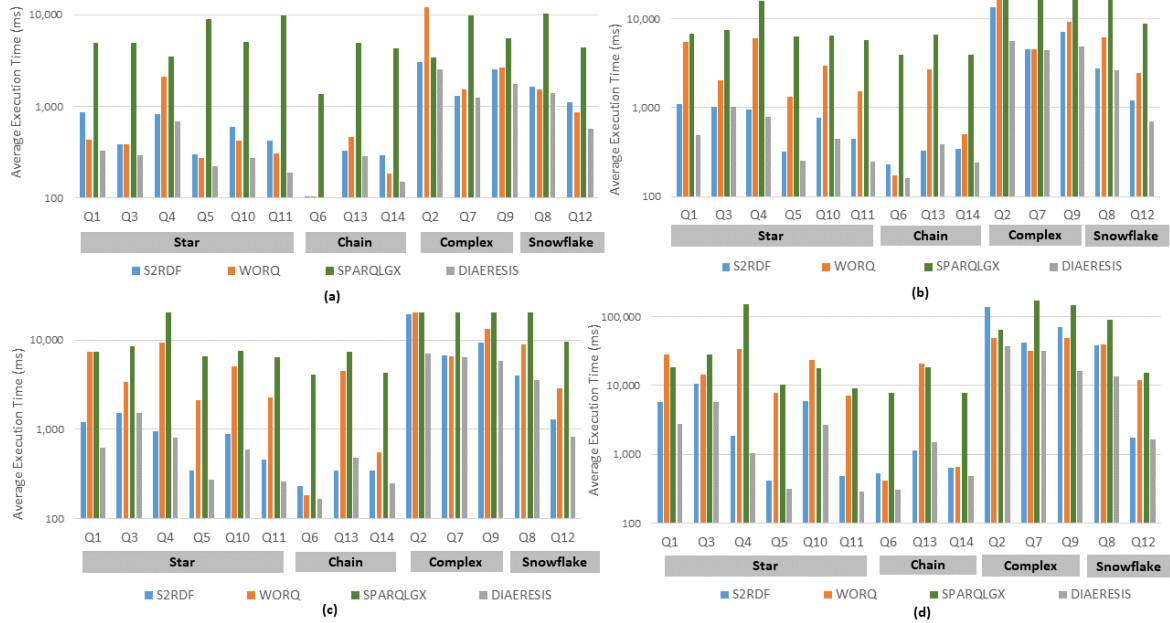 Average Execution Time (ms)
10,000
1,000
100
Q1 Q3 Q4 Q5 Q10 Q11 Q6 Q13 Q14 Q2 Q7 Q9 Q8 Q12
Star Chain Complex Snowflake
S2RDF WORQ SPARQLGX DIAERESIS
(a)
Average Execution Time (ms)
10,000
1,000
100
Q1 Q3 Q4 Q5 Q10 Q11 Q6 Q13 Q14 Q2 Q7 Q9 Q8 Q12
Star Chain Complex Snowflake
S2RDF WORQ SPARQLGX DIAERESIS
(b)
Average Execution Time (ms)
10,000
1,000
100
Q1 Q3 Q4 Q5 Q10 Q11 Q6 Q13 Q14 Q2 Q7 Q9 Q8 Q12
Star Chain Complex Snowflake
S2RDF WORQ SPARQLGX DIAERESIS
(c)
Average Execution Time (ms)
100,000
10,000
1,000
100
Q1 Q3 Q4 Q5 Q10 Q11 Q6 Q13 Q14 Q2 Q7 Q9 Q8 Q12
Star Chain Complex Snowflake
S2RDF WORQ SPARQLGX DIAERESIS
(d)